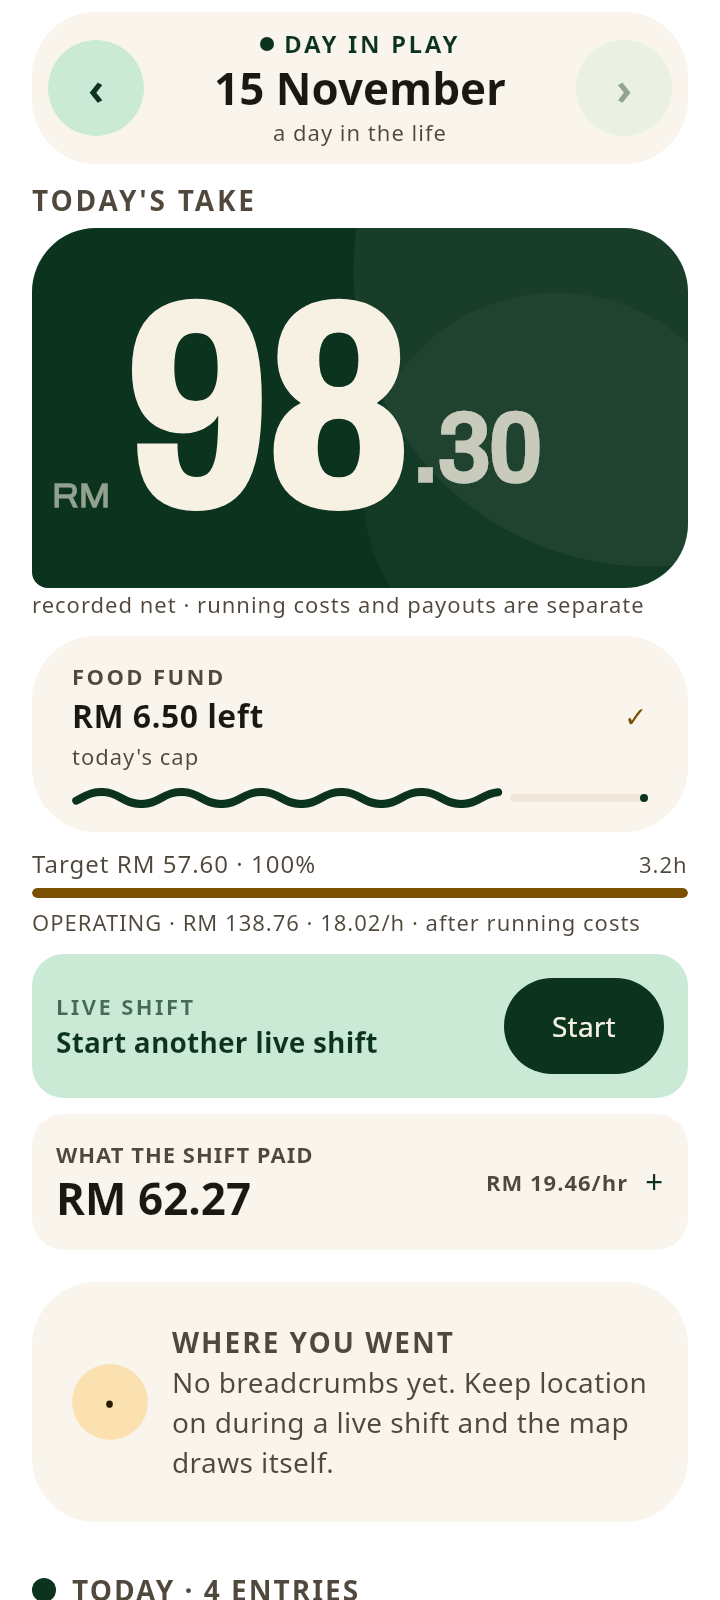 DAY IN PLAY
‹
15 November
›
a day in the life
TODAY'S TAKE
RM 98.30
recorded net · running costs and payouts are separate
FOOD FUND
RM 6.50 left
✓
today's cap
Target RM 57.60 · 100%
3.2h
OPERATING · RM 138.76 · 18.02/h · after running costs
LIVE SHIFT
Start another live shift
Start
WHAT THE SHIFT PAID
RM 62.27
RM 19.46/hr +
WHERE YOU WENT
No breadcrumbs yet. Keep location
on during a live shift and the map
draws itself.
TODAY · 4 ENTRIES